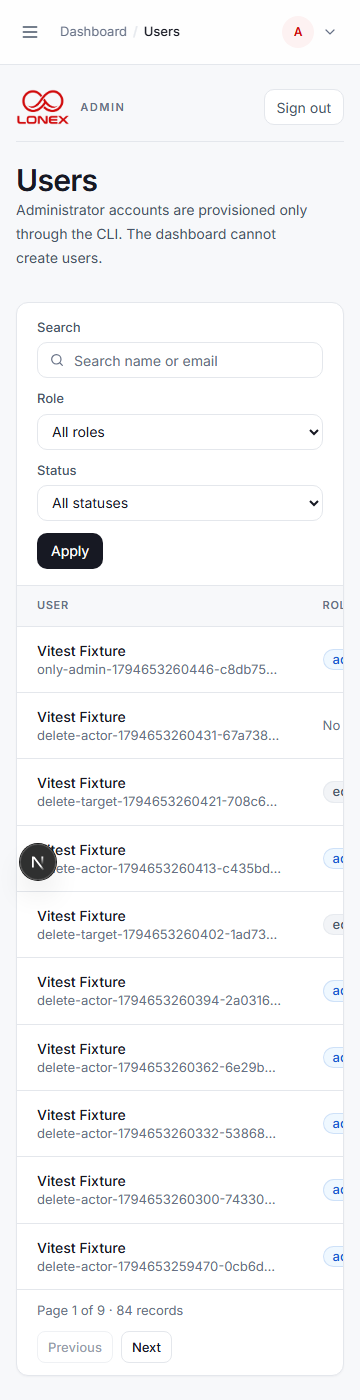 Dashboard / Users
A
LONEX
ADMIN
Sign out
Users
Administrator accounts are provisioned only
through the CLI. The dashboard cannot
create users.
Search
Search name or email
Role
All roles
Status
All statuses
Apply
USER
Vitest Fixture
only-admin-1794653260446-c8db75...
Vitest Fixture
delete-actor-1794653260431-67a738...
No
Vitest Fixture
delete-target-1794653260421-708c6...
N
Fixture
delete-actor-1794653260413-c435bd...
Vitest Fixture
delete-target-1794653260402-1ad73...
Vitest Fixture
delete-actor-1794653260394-2a0316...
Vitest Fixture
delete-actor-1794653260362-6e29b...
Vitest Fixture
delete-actor-1794653260332-53868...
Vitest Fixture
delete-actor-1794653260300-74330...
Vitest Fixture
delete-actor-1794653259470-0cb6d...
Page 1 of 9 · 84 records
Previous
Next